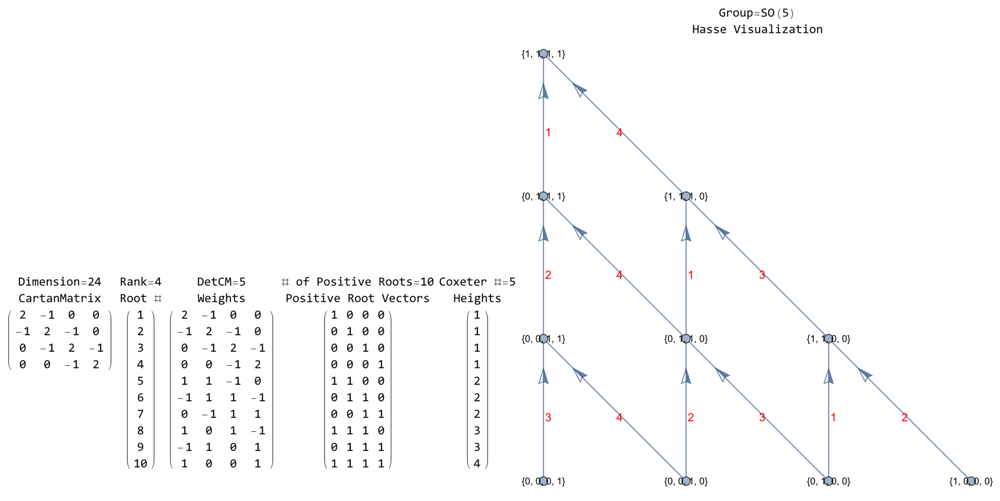 Group=SO(5)
Hasse Visualization
{1, 1, 1, 1}
1 4
{0, 1, 1, 1} {1, 1, 1, 0}
2 4 1 3
{0, 0, 1, 1} {0, 1, 1, 0} {1, 1, 0, 0}
3 4 2 3 1 2
{0, 0, 0, 1} {0, 0, 1, 0} {0, 1, 0, 0} {1, 0, 0, 0}
Dimension=24 Rank=4 DetCM=5 # of Positive Roots=10 Coxeter #=5
CartanMatrix Root # Weights Positive Root Vectors Heights
2 -1 0 0 1 2 -1 0 0 1 0 0 0 1
-1 2 -1 0 2 -1 2 -1 0 0 1 0 0 1
0 -1 2 -1 3 0 -1 2 -1 0 0 1 0 1
0 0 -1 2 4 0 0 -1 2 0 0 0 1 1
5 1 1 -1 0 1 1 0 0 2
6 -1 1 1 -1 0 1 1 0 2
7 0 -1 1 1 0 0 1 1 2
8 1 0 1 -1 1 1 1 0 3
9 -1 1 0 1 0 1 1 1 3
10 1 0 0 1 1 1 1 1 4